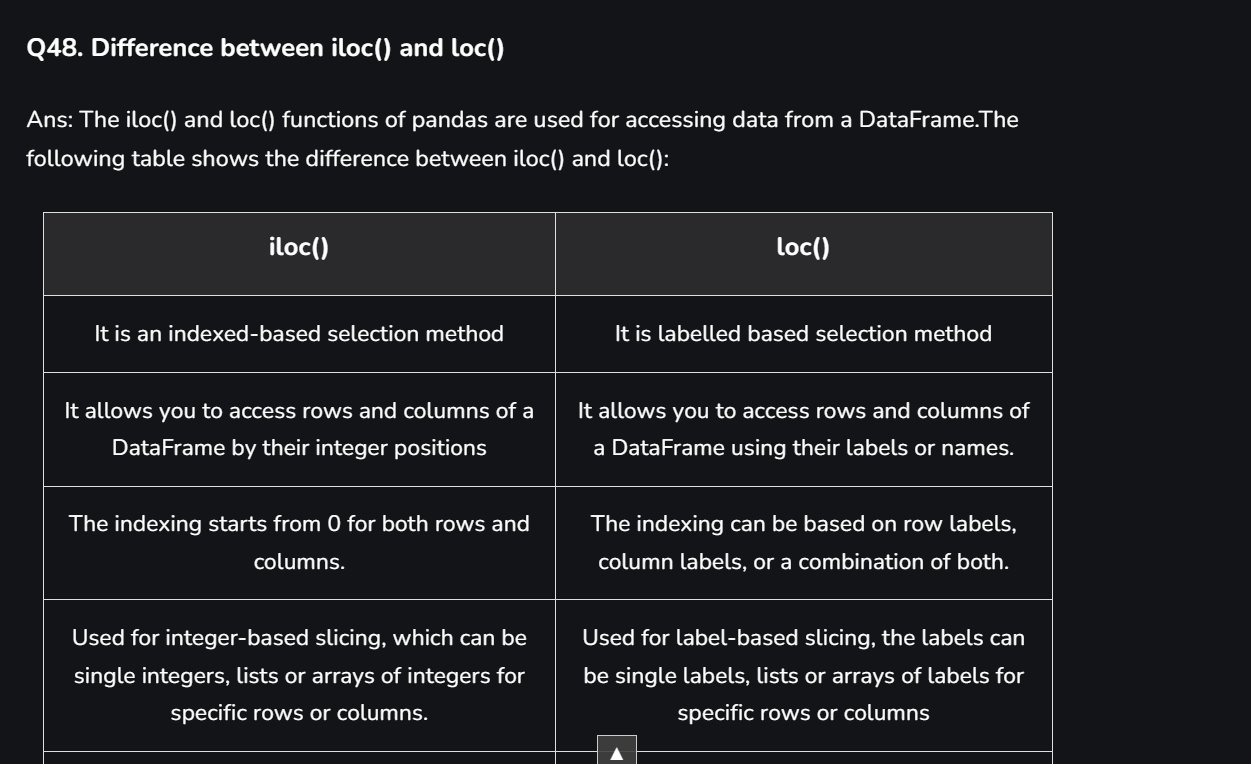 Q48. Difference between iloc() and loc()
Ans: The iloc() and loc() functions of pandas are used for accessing data from a DataFrame.The
following table shows the difference between iloc() and loc():
iloc()
loc()
It is an indexed-based selection method
It is labelled based selection method
It allows you to access rows and columns of a
DataFrame by their integer positions
It allows you to access rows and columns of
a DataFrame using their labels or names.
The indexing starts from 0 for both rows and
columns.
The indexing can be based on row labels,
column labels, or a combination of both.
Used for integer-based slicing, which can be
single integers, lists or arrays of integers for
specific rows or columns.
Used for label-based slicing, the labels can
be single labels, lists or arrays of labels for
specific rows or columns